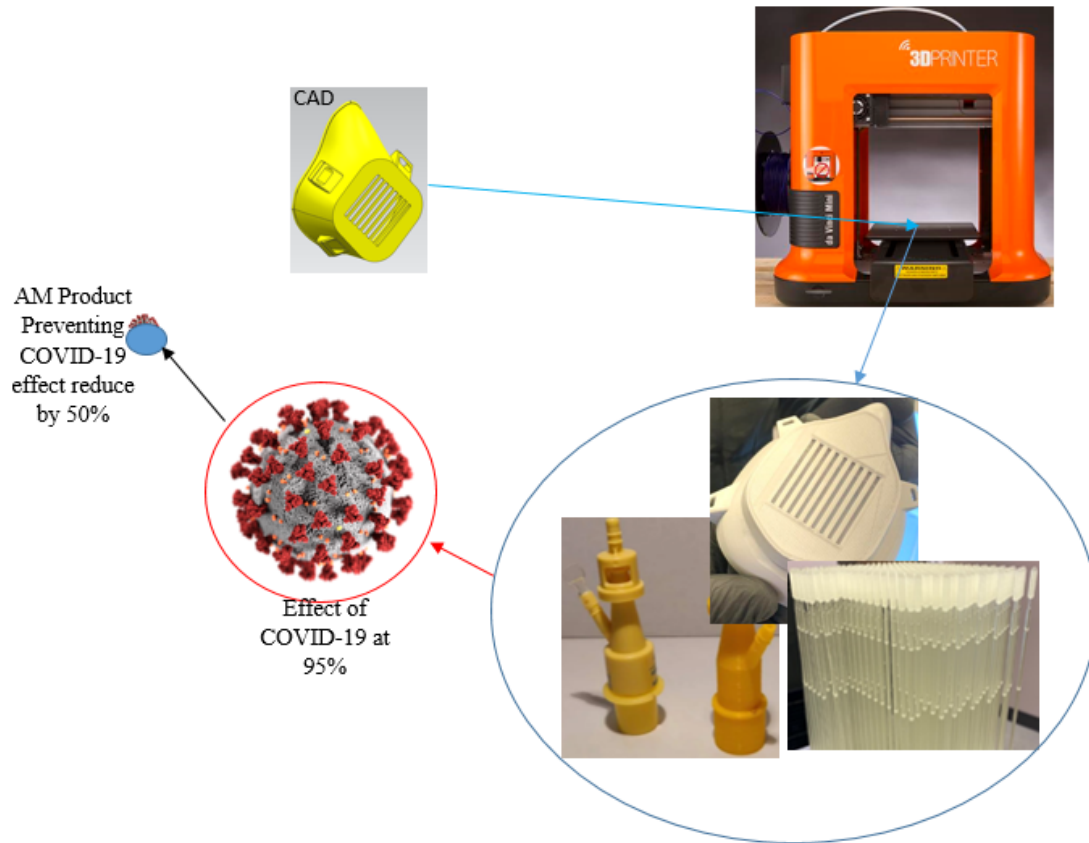 CAD
3DPRINTER
da Vinci Mini
WARNING
AM Product
Preventing
COVID-19
effect reduce
by 50%
Effect of
COVID-19 at
95%